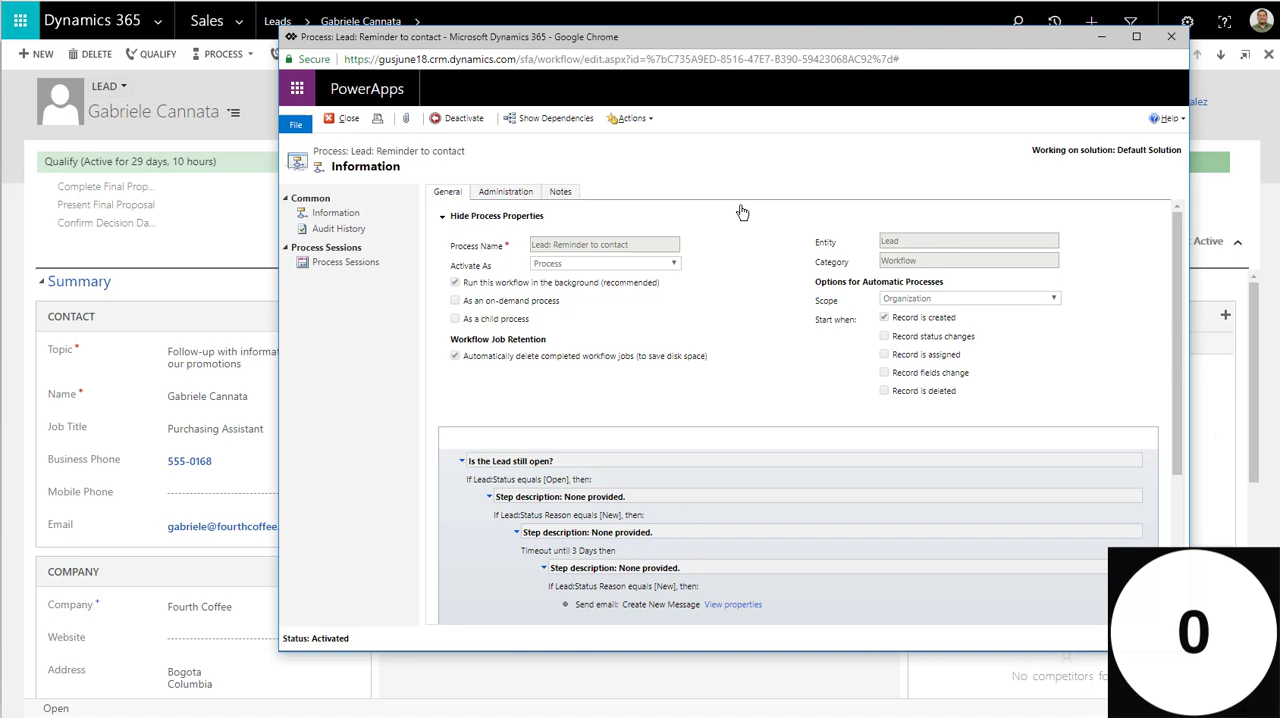 Dynamics 365 Sales Leads Gabriele Cannata
NEW DELETE QUALIFY PROCESS
LEAD
Gabriele Cannata
Qualify (Active for 29 days, 10 hours)
Complete Final Prop...
Present Final Proposal
Confirm Decision Da...
Active
Summary
CONTACT
Topic * Follow-up with informat
our promotions
Name * Gabriele Cannata
Job Title Purchasing Assistant
Business Phone 555-0168
Mobile Phone
Email gabriele@fourthcoffee.
COMPANY
Company * Fourth Coffee
Website
Address Bogota
Columbia
No competitors fo
Open
Process: Lead: Reminder to contact - Microsoft Dynamics 365 - Google Chrome
Secure https://gusjune18.crm.dynamics.com/sfa/workflow/edit.aspx?id=%7bC735A9ED-8516-47E7-B390-59423068AC92%7d#
PowerApps
File Close Deactivate Show Dependencies Actions Help
Process: Lead: Reminder to contact
Information
Working on solution: Default Solution
Common
Information
Audit History
Process Sessions
Process Sessions
General Administration Notes
Hide Process Properties
Process Name * Lead: Reminder to contact
Activate As Process
Run this workflow in the background (recommended)
As an on-demand process
As a child process
Workflow Job Retention
Automatically delete completed workflow jobs (to save disk space)
Entity Lead
Category Workflow
Options for Automatic Processes
Scope Organization
Start when: Record is created
Record status changes
Record is assigned
Record fields change
Record is deleted
Is the Lead still open?
If Lead:Status equals [Open], then:
Step description: None provided.
If Lead:Status Reason equals [New], then:
Step description: None provided.
Timeout until 3 Days then
Step description: None provided.
If Lead:Status Reason equals [New], then:
Send email: Create New Message View properties
Status: Activated
0